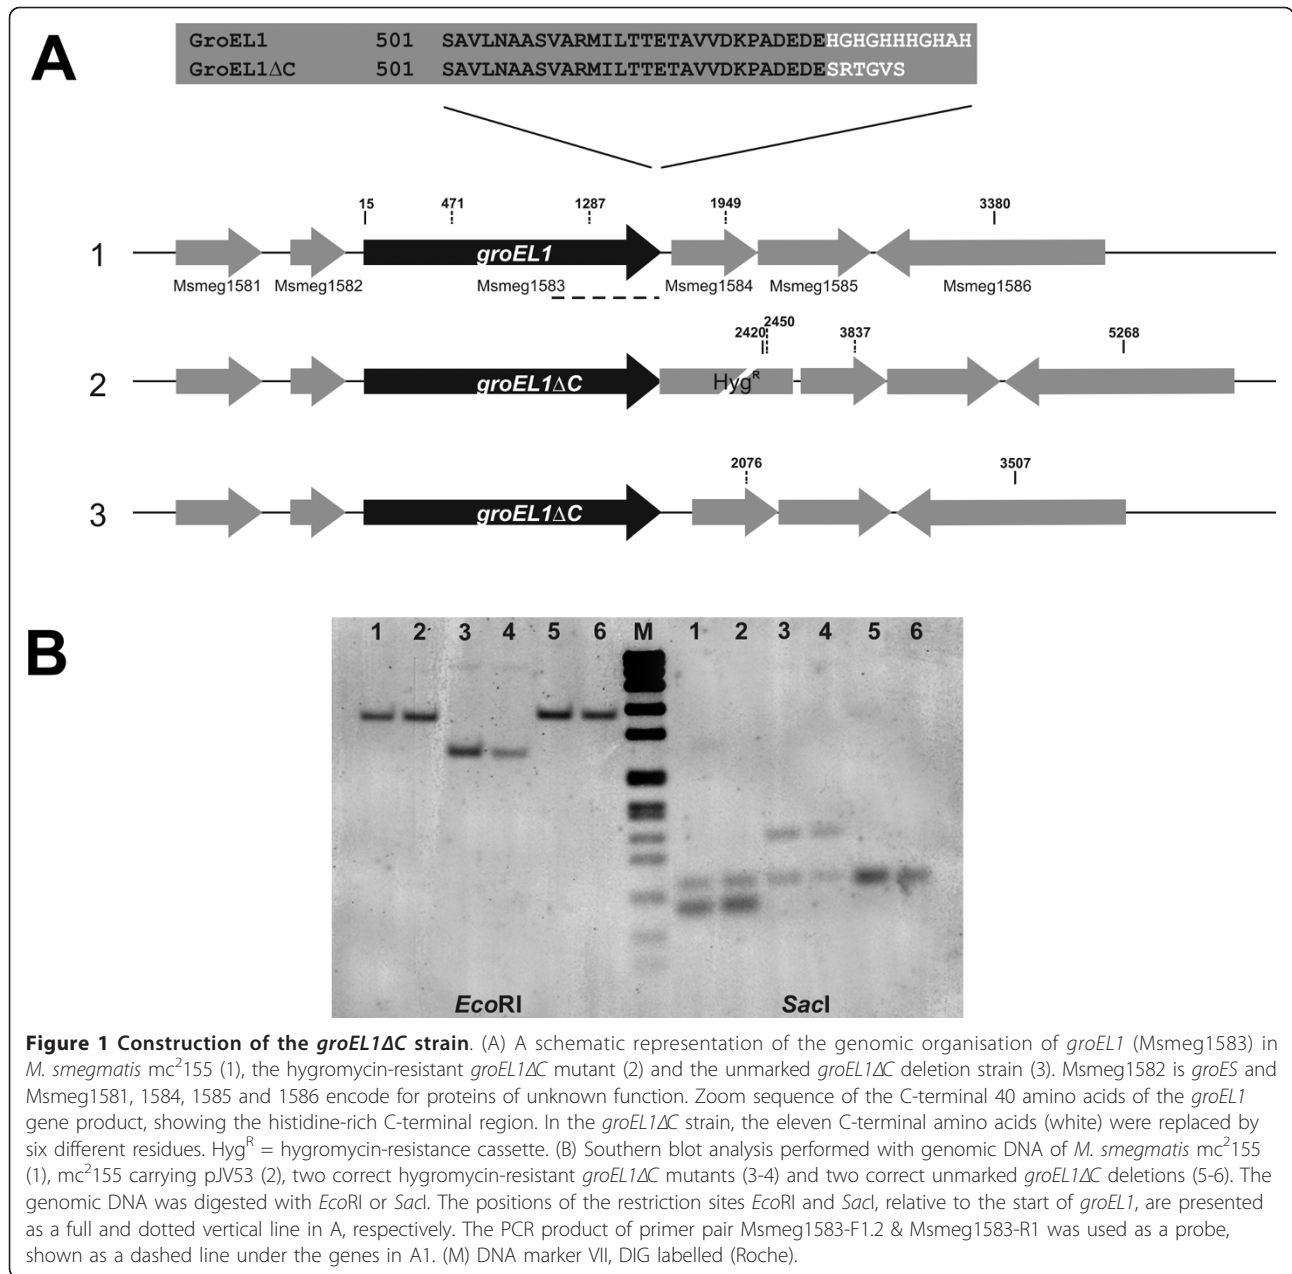 A
GroEL1 501 SAVLNAASVARMILTTETAVVDKPADEDEHGHGHHHGHAH
GroEL1ΔC 501 SAVLNAASVARMILTTETAVVDKPADEDESRTGVS
15 471 1287 1949 3380
1 groEL1
Msmeg1581 Msmeg1582 Msmeg1583 Msmeg1584 Msmeg1585 Msmeg1586
2420 2450 3837 5268
2 groEL1ΔC Hyg^R
2076 3507
3 groEL1ΔC
B
1 2 3 4 5 6 M 1 2 3 4 5 6
EcoRI SacI
Figure 1 Construction of the groEL1ΔC strain. (A) A schematic representation of the genomic organisation of groEL1 (Msmeg1583) in
M. smegmatis mc²155 (1), the hygromycin-resistant groEL1ΔC mutant (2) and the unmarked groEL1ΔC deletion strain (3). Msmeg1582 is groES and
Msmeg1581, 1584, 1585 and 1586 encode for proteins of unknown function. Zoom sequence of the C-terminal 40 amino acids of the groEL1
gene product, showing the histidine-rich C-terminal region. In the groEL1ΔC strain, the eleven C-terminal amino acids (white) were replaced by
six different residues. Hyg^R = hygromycin-resistance cassette. (B) Southern blot analysis performed with genomic DNA of M. smegmatis mc²155
(1), mc²155 carrying pJV53 (2), two correct hygromycin-resistant groEL1ΔC mutants (3-4) and two correct unmarked groEL1ΔC deletions (5-6). The
genomic DNA was digested with EcoRI or SacI. The positions of the restriction sites EcoRI and SacI, relative to the start of groEL1, are presented
as a full and dotted vertical line in A, respectively. The PCR product of primer pair Msmeg1583-F1.2 & Msmeg1583-R1 was used as a probe,
shown as a dashed line under the genes in A1. (M) DNA marker VII, DIG labelled (Roche).